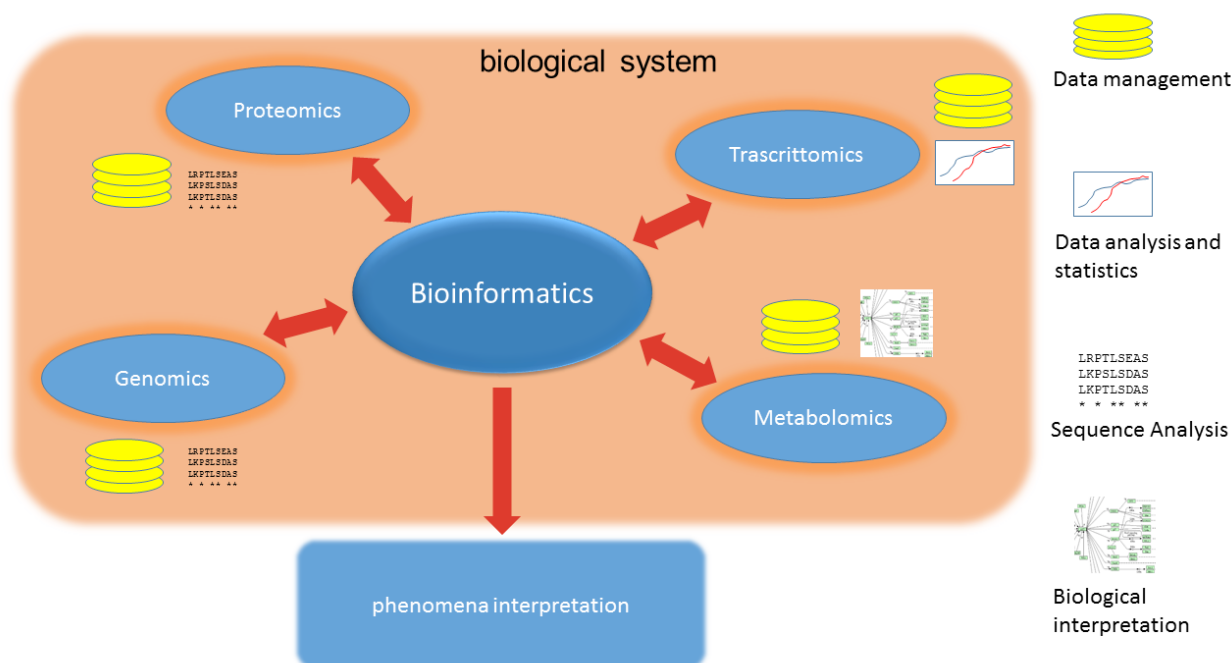 biological system
Proteomics
LRPTLSEAS
LKPSLSDAS
LKPTLSDAS
* * ** **
Trascrittomics
Bioinformatics
Genomics
LRPTLSEAS
LKPSLSDAS
LKPTLSDAS
* * ** **
Metabolomics
phenomena interpretation
Data management
Data analysis and
statistics
LRPTLSEAS
LKPSLSDAS
LKPTLSDAS
* * ** **
Sequence Analysis
Biological
interpretation